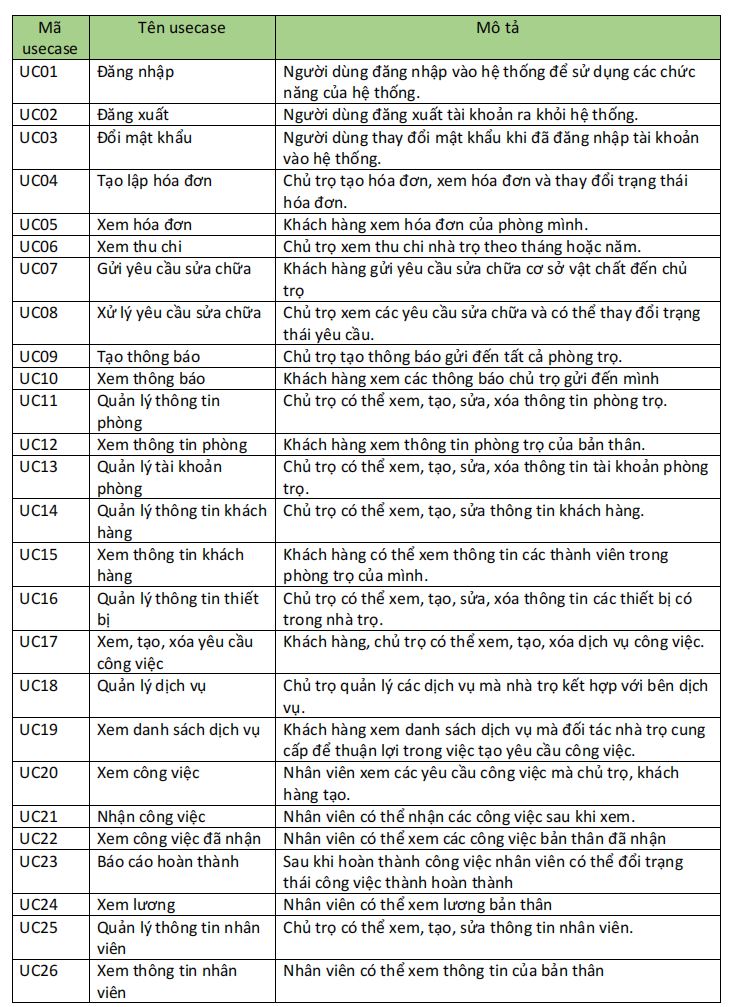 Mã usecase	Tên usecase	Mô tả
UC01	Đăng nhập	Người dùng đăng nhập vào hệ thống để sử dụng các chức
năng của hệ thống.
UC02	Đăng xuất	Người dùng đăng xuất tài khoản ra khỏi hệ thống.
UC03	Đổi mật khẩu	Người dùng thay đổi mật khẩu khi đã đăng nhập tài khoản
vào hệ thống.
UC04	Tạo lập hóa đơn	Chủ trọ tạo hóa đơn, xem hóa đơn và thay đổi trạng thái
hóa đơn.
UC05	Xem hóa đơn	Khách hàng xem hóa đơn của phòng mình.
UC06	Xem thu chi	Chủ trọ xem thu chi nhà trọ theo tháng hoặc năm.
UC07	Gửi yêu cầu sửa chữa	Khách hàng gửi yêu cầu sửa chữa cơ sở vật chất đến chủ
trọ
UC08	Xử lý yêu cầu sửa chữa	Chủ trọ xem các yêu cầu sửa chữa và có thể thay đổi trạng
thái yêu cầu.
UC09	Tạo thông báo	Chủ trọ tạo thông báo gửi đến tất cả phòng trọ.
UC10	Xem thông báo	Khách hàng xem các thông báo chủ trọ gửi đến mình
UC11	Quản lý thông tin
phòng	Chủ trọ có thể xem, tạo, sửa, xóa thông tin phòng trọ.
UC12	Xem thông tin phòng	Khách hàng xem thông tin phòng trọ của bản thân.
UC13	Quản lý tài khoản
phòng	Chủ trọ có thể xem, tạo, sửa, xóa thông tin tài khoản phòng
trọ.
UC14	Quản lý thông tin khách
hàng	Chủ trọ có thể xem, tạo, sửa thông tin khách hàng.
UC15	Xem thông tin khách
hàng	Khách hàng có thể xem thông tin các thành viên trong
phòng trọ của mình.
UC16	Quản lý thông tin thiết
bị	Chủ trọ có thể xem, tạo, sửa, xóa thông tin các thiết bị có
trong nhà trọ.
UC17	Xem, tạo, xóa yêu cầu
công việc	Khách hàng, chủ trọ có thể xem, tạo, xóa dịch vụ công việc.
UC18	Quản lý dịch vụ	Chủ trọ quản lý các dịch vụ mà nhà trọ kết hợp với bên dịch
vụ.
UC19	Xem danh sách dịch vụ	Khách hàng xem danh sách dịch vụ mà đối tác nhà trọ cung
cấp để thuận lợi trong việc tạo yêu cầu công việc.
UC20	Xem công việc	Nhân viên xem các yêu cầu công việc mà chủ trọ, khách
hàng tạo.
UC21	Nhận công việc	Nhân viên có thể nhận các công việc sau khi xem.
UC22	Xem công việc đã nhận	Nhân viên có thể xem các công việc bản thân đã nhận
UC23	Báo cáo hoàn thành	Sau khi hoàn thành công việc nhân viên có thể đổi trạng
thái công việc thành hoàn thành
UC24	Xem lương	Nhân viên có thể xem lương bản thân
UC25	Quản lý thông tin nhân
viên	Chủ trọ có thể xem, tạo, sửa thông tin nhân viên.
UC26	Xem thông tin nhân
viên	Nhân viên có thể xem thông tin của bản thân